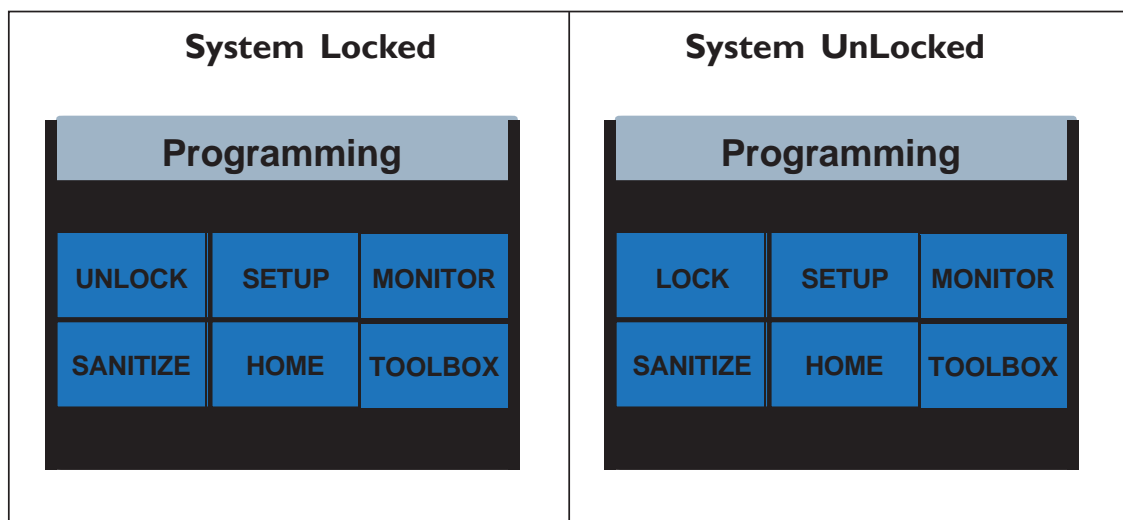 System Locked
Programming
UNLOCK SETUP MONITOR
SANITIZE HOME TOOLBOX
System UnLocked
Programming
LOCK SETUP MONITOR
SANITIZE HOME TOOLBOX